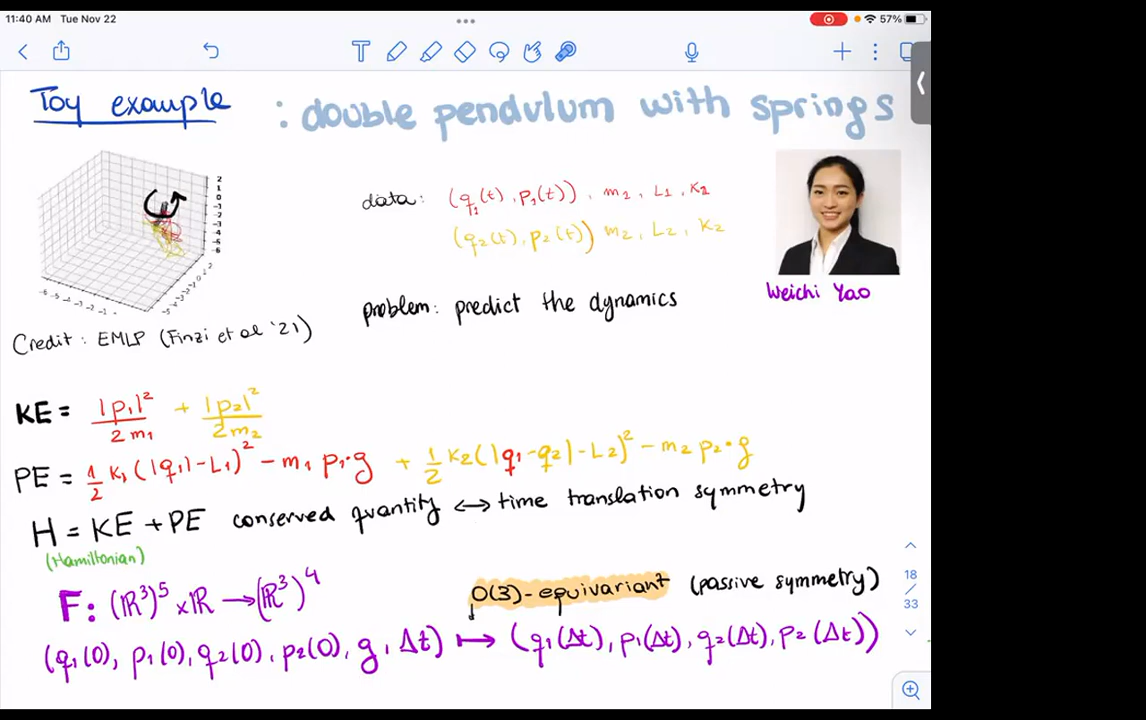 11:40 AM Tue Nov 22
57%
Toy example : double pendulum with springs
data: (q₁(t), p₁(t)), m₂, L₁, K₂
(q₂(t), p₂(t)) m₂, L₂, K₂
Weichi Yao
problem: predict the dynamics
Credit: EMLP (Finzi et al '21)
KE = |p₁|²/2m₁ + |p₂|²/2m₂
PE = 1/2 K₁(|q₁|-L₁)² - m₁ p₁·g + 1/2 K₂(|q₁-q₂|-L₂)² - m₂ p₂·g
H = KE + PE conserved quantity ↔ time translation symmetry
(Hamiltonian)
F: (ℝ³)⁵ × ℝ → (ℝ³)⁴
O(3)-equivariant (passive symmetry)
(q₁(0), p₁(0), q₂(0), p₂(0), g, Δt) ↦ (q₁(Δt), p₁(Δt), q₂(Δt), p₂(Δt))
18
33